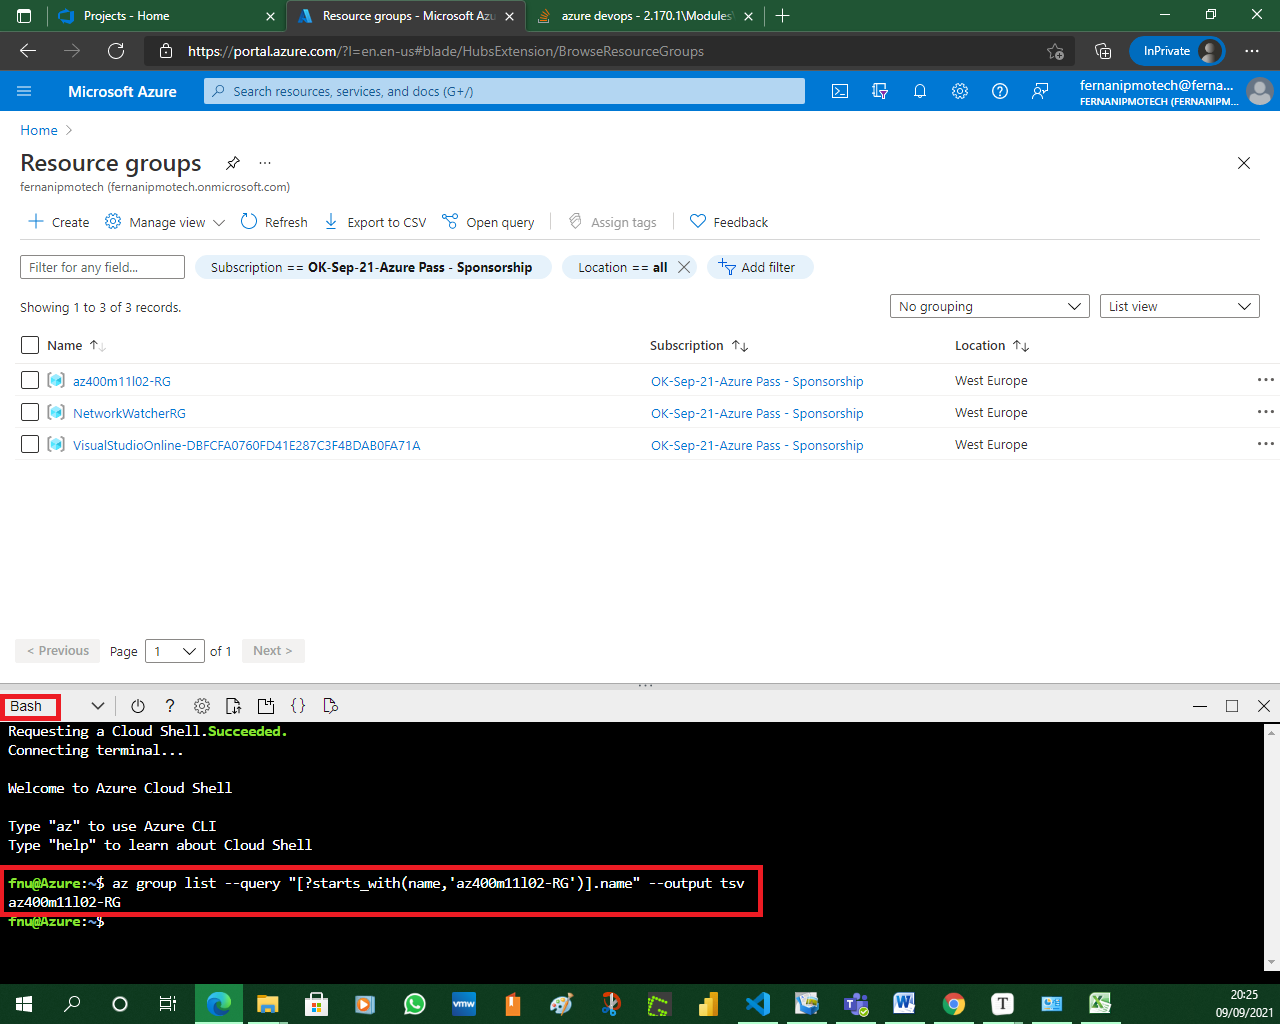 Projects - Home
Resource groups - Microsoft Azu
azure devops - 2.170.1\Modules\
https://portal.azure.com/?l=en.en-us#blade/HubsExtension/BrowseResourceGroups
InPrivate
Microsoft Azure
Search resources, services, and docs (G+/)
fernanipmotech@ferna...
FERNANIPMOTECH (FERNANIPM...
Home
Resource groups
fernanipmotech (fernanipmotech.onmicrosoft.com)
Create
Manage view
Refresh
Export to CSV
Open query
Assign tags
Feedback
Filter for any field...
Subscription == OK-Sep-21-Azure Pass - Sponsorship
Location == all
Add filter
Showing 1 to 3 of 3 records.
No grouping
List view
Name
Subscription
Location
az400m11l02-RG
OK-Sep-21-Azure Pass - Sponsorship
West Europe
NetworkWatcherRG
OK-Sep-21-Azure Pass - Sponsorship
West Europe
VisualStudioOnline-DBFCFA0760FD41E287C3F4BDAB0FA71A
OK-Sep-21-Azure Pass - Sponsorship
West Europe
< Previous
Page 1 of 1
Next >
Bash
Requesting a Cloud Shell.Succeeded.
Connecting terminal...
Welcome to Azure Cloud Shell
Type "az" to use Azure CLI
Type "help" to learn about Cloud Shell
fnu@Azure:~$ az group list --query "[?starts_with(name,'az400m11l02-RG')].name" --output tsv
az400m11l02-RG
fnu@Azure:~$
vmw
20:25
09/09/2021